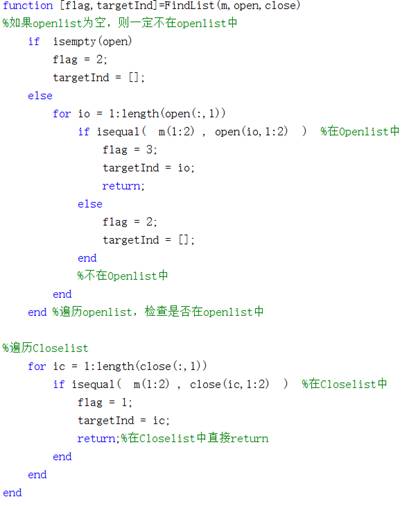 function [flag,targetInd]=FindList(m,open,close)
%如果openlist为空，则一定不在openlist中
    if  isempty(open)
        flag = 2;
        targetInd = [];
    else
        for io = 1:length(open(:,1))
            if isequal(  m(1:2) , open(io,1:2)  )  %在Openlist中
                flag = 3;
                targetInd = io;
                return;
            else
                flag = 2;
                targetInd = [];
            end
            %不在Openlist中
        end
    end %遍历openlist，检查是否在openlist中

%遍历Closelist
    for ic = 1:length(close(:,1))
        if isequal(  m(1:2) , close(ic,1:2)  )  %在Closelist中
            flag = 1;
            targetInd = ic;
            return;%在Closelist中直接return
        end
    end
end